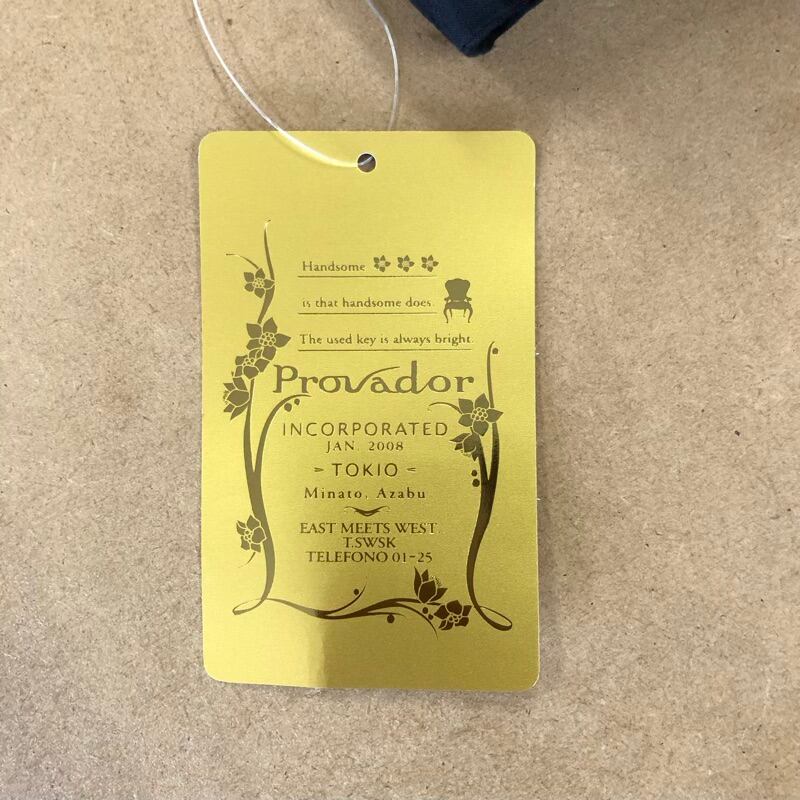 Handsome
is that handsome does.
The used key is always bright.
Provador
INCORPORATED
JAN. 2008
TOKIO
Minato, Azabu
EAST MEETS WEST.
T.SWSK
TELEFONO 01-25